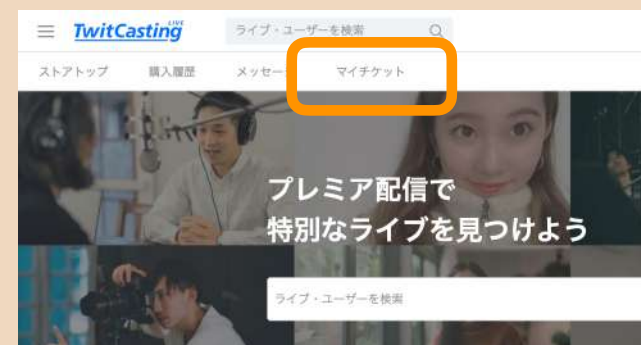 TwitCasting LIVE
ライブ・ユーザーを検索
ストアトップ 購入履歴 メッセー マイチケット
プレミア配信で
特別なライブを見つけよう
ライブ・ユーザーを検索